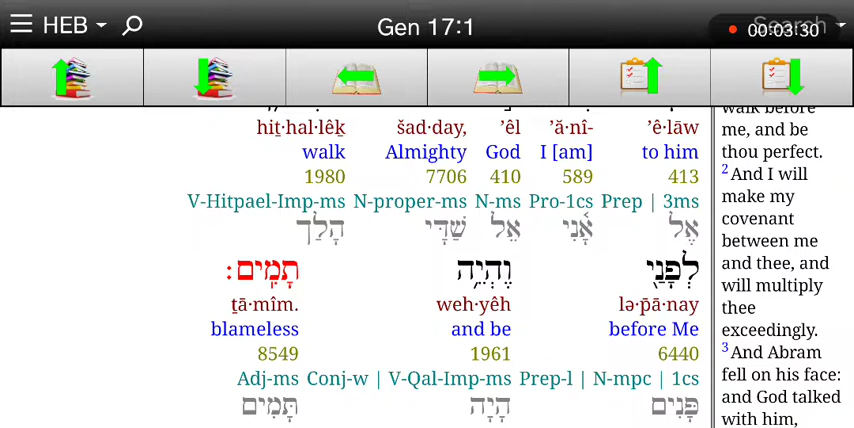 HEB
Gen 17:1
Search
00:03:30
hiṯ·hal·lêḵ šad·day, ’êl ’ă·nî- ’ê·lāw
walk Almighty God I [am] to him
1980 7706 410 589 413
V-Hitpael-Imp-ms N-proper-ms N-ms Pro-1cs Prep | 3ms
אֶל אָ֫נִי אֵל שַׁדַּי הָלַךְ
לְפָנַ֖י וֶהְיֵ֥ה תָמִֽים׃
ṯā·mîm. weh·yêh lə·p̄ā·nay
blameless and be before Me
8549 1961 6440
Adj-ms Conj-w | V-Qal-Imp-ms Prep-l | N-mpc | 1cs
פָּנִים הָיָה תָּמִים
walk before
me, and be
thou perfect.
2 And I will
make my
covenant
between me
and thee, and
will multiply
thee
exceedingly.
3 And Abram
fell on his face:
and God talked
with him,